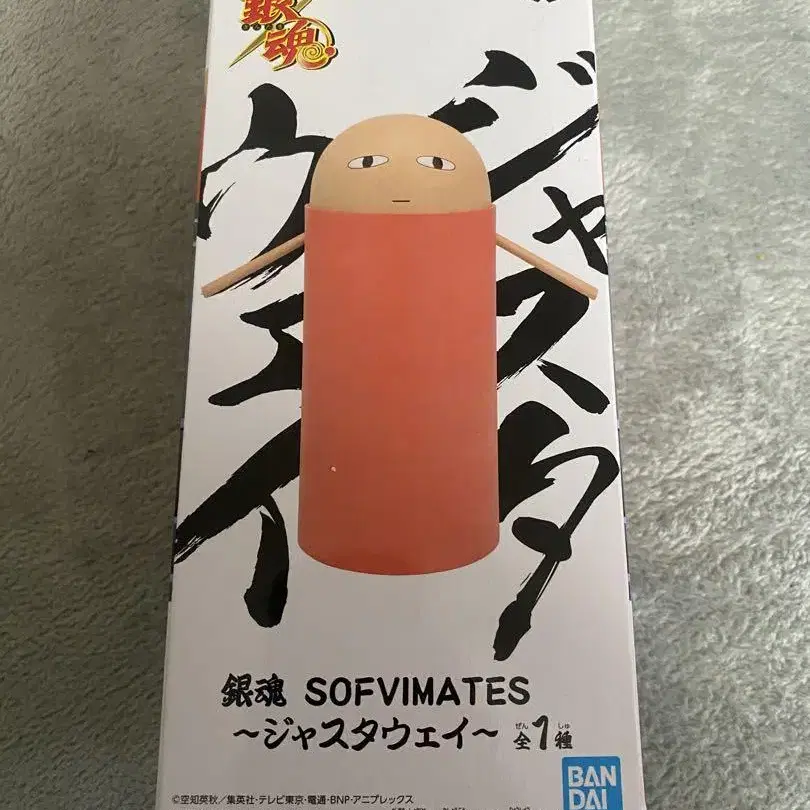 銀魂
ジャスタ
ウェイ
銀魂 SOFVIMATES
～ジャスタウェイ～ 全1種
ぜん しゅ
©空知英秋／集英社・テレビ東京・電通・BNP・アニプレックス
BAN
DAI